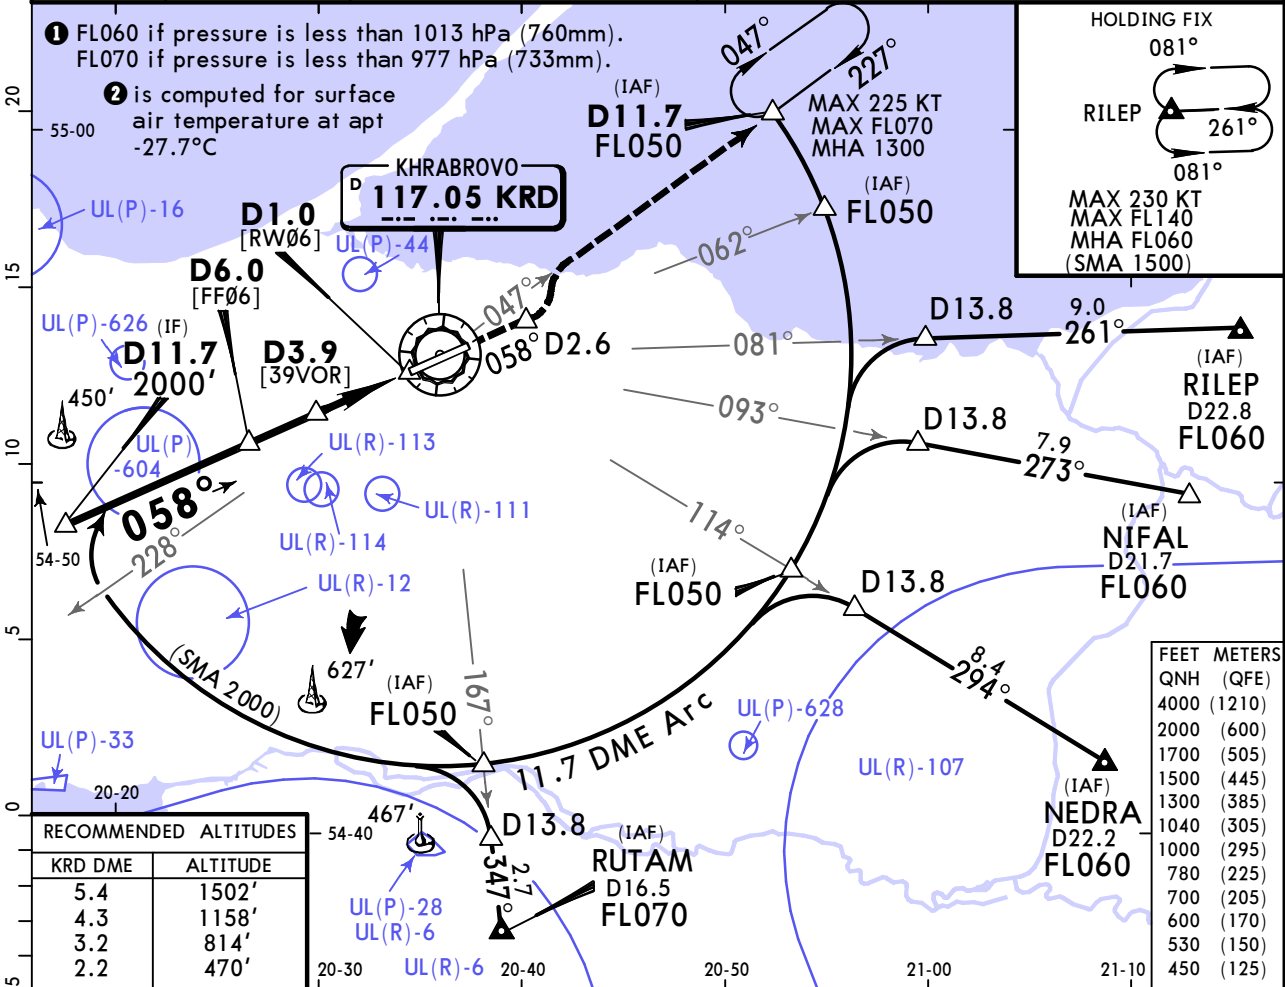 ❶ FL060 if pressure is less than 1013 hPa (760mm).
FL070 if pressure is less than 977 hPa (733mm).
❷ is computed for surface
air temperature at apt
-27.7°C
HOLDING FIX
081°
RILEP
261°
081°
MAX 230 KT
MAX FL140
MHA FL060
(SMA 1500)
047°
227°
(IAF)
D11.7
FL050
MAX 225 KT
MAX FL070
MHA 1300
(IAF)
FL050
20
55-00
KHRABROVO
D 117.05 KRD
UL(P)-16
D1.0
[RWØ6]
UL(P)-44
D6.0
[FFØ6]
062°
15
047°
UL(P)-626
(IF)
D11.7
2000'
D3.9
[39VOR]
058°
D2.6
081°
D13.8
9.0
261°
(IAF)
RILEP
D22.8
FL060
450'
UL(P)
-604
UL(R)-113
093°
D13.8
7.9
273°
10
058°
UL(R)-111
114°
(IAF)
NIFAL
D21.7
FL060
54-50
228°
UL(R)-114
UL(R)-12
(IAF)
FL050
D13.8
5
(SMA 2000)
627'
(IAF)
FL050
167°
8.4
294°
11.7 DME Arc
UL(P)-628
UL(R)-107
UL(P)-33
20-20
(IAF)
NEDRA
D22.2
FL060
0
467'
54-40
D13.8
(IAF)
RUTAM
D16.5
FL070
347°
2.7
UL(P)-28
UL(R)-6
UL(R)-6
RECOMMENDED ALTITUDES
KRD DME ALTITUDE
5.4 1502'
4.3 1158'
3.2 814'
2.2 470'
FEET METERS
QNH (QFE)
4000 (1210)
2000 (600)
1700 (505)
1500 (445)
1300 (385)
1040 (305)
1000 (295)
780 (225)
700 (205)
600 (170)
530 (150)
450 (125)
5
20-30
20-40
20-50
21-00
21-10